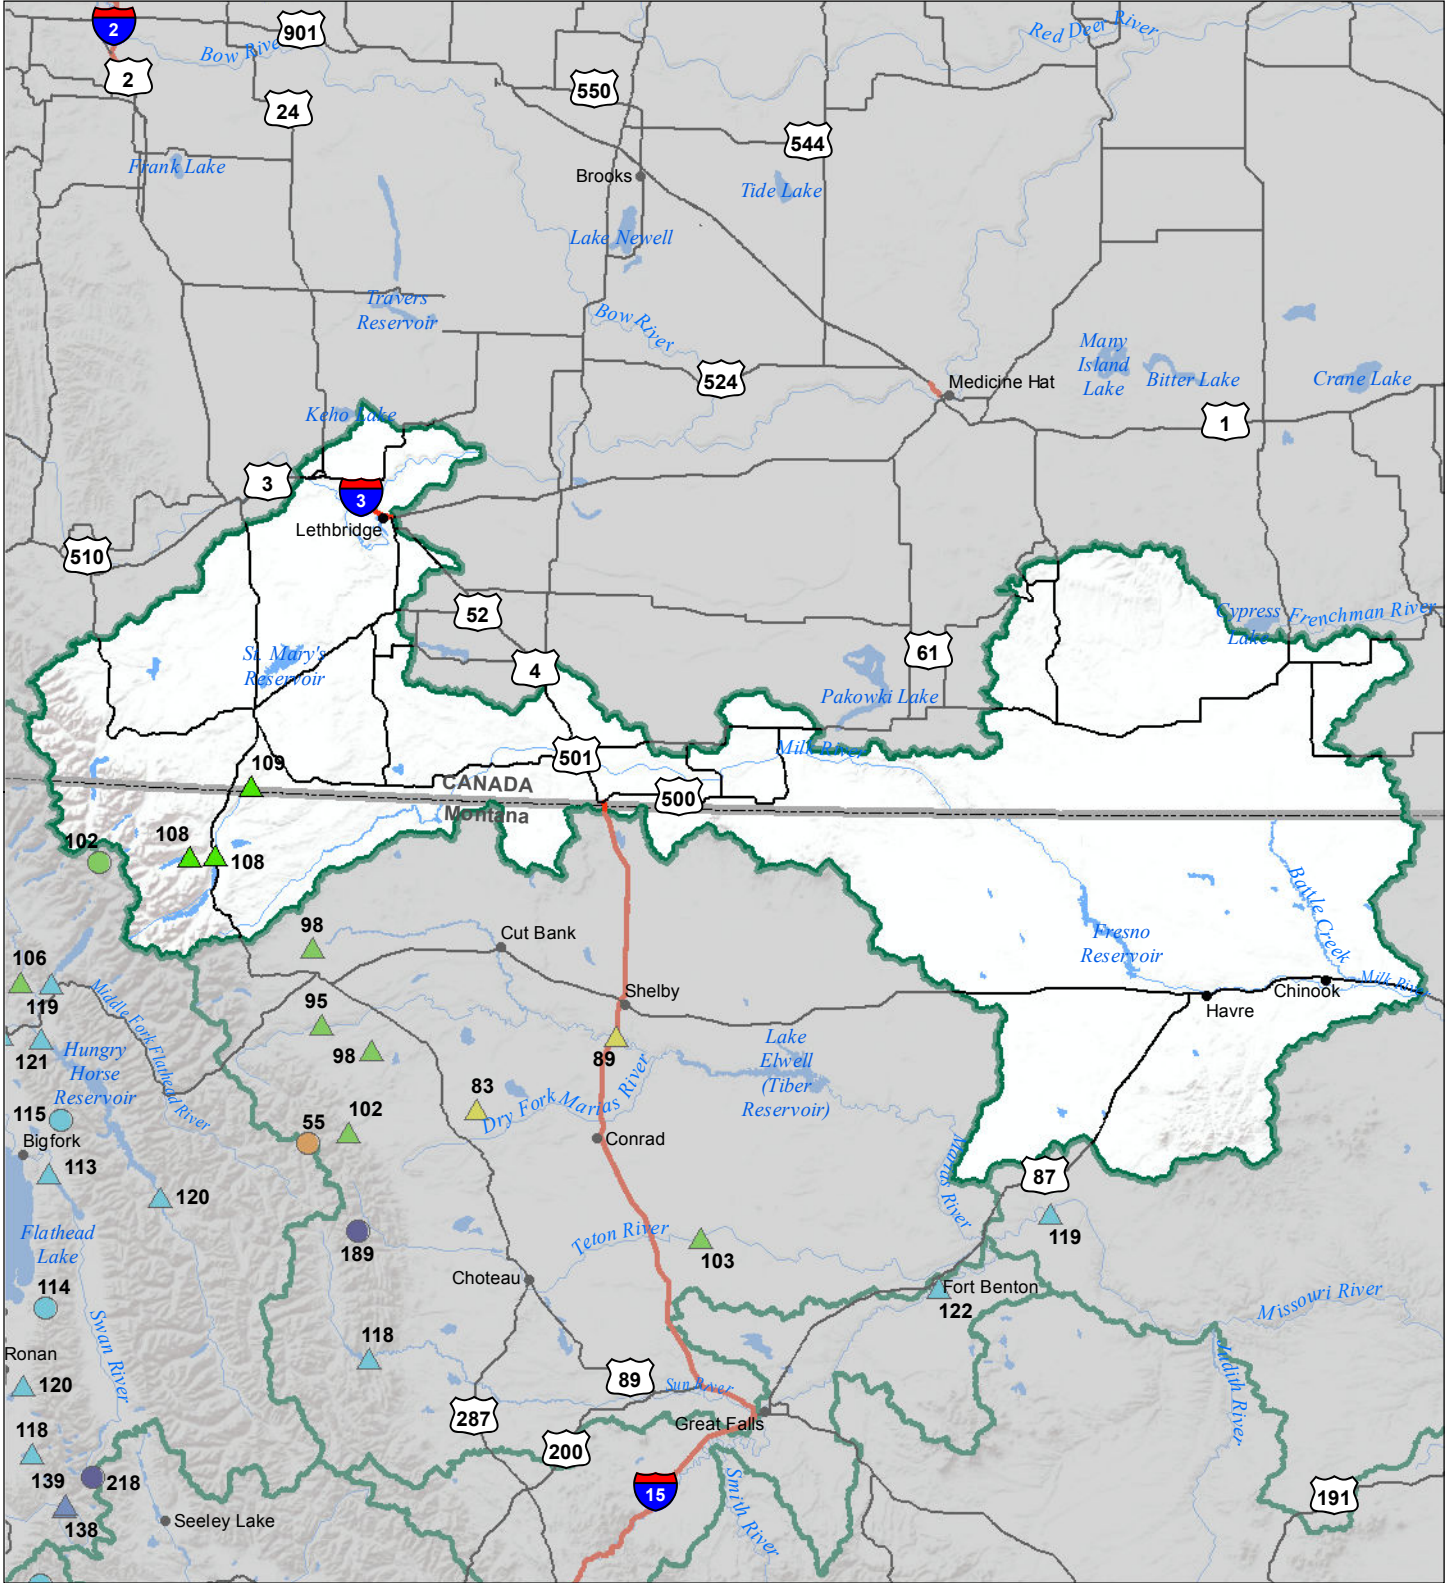 2
901
Bow River
Red Deer River
2
24
550
544
Frank Lake
Brooks
Tide Lake
Lake Newell
Travers
Reservoir
Bow River
Many
Island
Lake
Bitter Lake
Crane Lake
524
Medicine Hat
Keho Lake
1
3
3
Lethbridge
510
52
Cypress
Lake
Frenchman River
St. Mary's
Reservoir
4
61
Pakowki Lake
501
Milk River
109
CANADA
Montana
500
102
108
108
Battle Creek
98
Cut Bank
Fresno
Reservoir
106
119
Middle Fork Flathead River
Shelby
Chinook
Milk River
Havre
95
121
Hungry
Horse
Reservoir
98
89
Lake
Elwell
(Tiber
Reservoir)
83
Dry Fork Marias River
115
55
102
Bigfork
Conrad
113
Marias River
87
120
Flathead
Lake
189
Teton River
103
119
114
Choteau
Fort Benton
122
Missouri River
Swan River
118
Ronan
120
89
Sun River
Judith River
287
Great Falls
118
200
139
218
15
Smith River
191
138
Seeley Lake